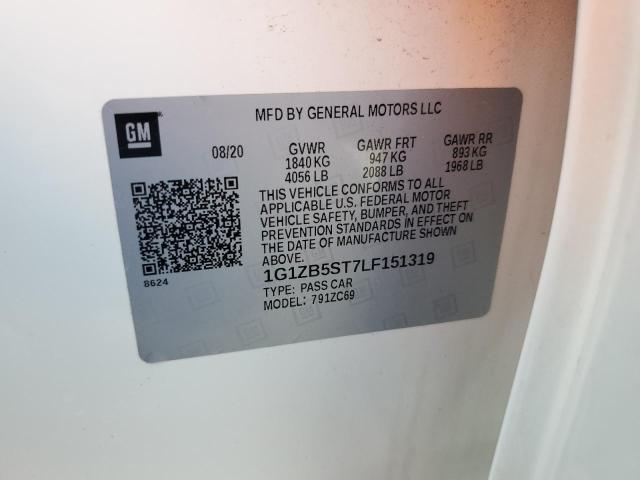 GM
MFD BY GENERAL MOTORS LLC
08/20 GVWR GAWR FRT GAWR RR
1840 KG 947 KG 893 KG
4056 LB 2088 LB 1968 LB
THIS VEHICLE CONFORMS TO ALL
APPLICABLE U.S. FEDERAL MOTOR
VEHICLE SAFETY, BUMPER, AND THEFT
PREVENTION STANDARDS IN EFFECT ON
THE DATE OF MANUFACTURE SHOWN
ABOVE.
8624
1G1ZB5ST7LF151319
TYPE: PASS CAR
MODEL: 791ZC69